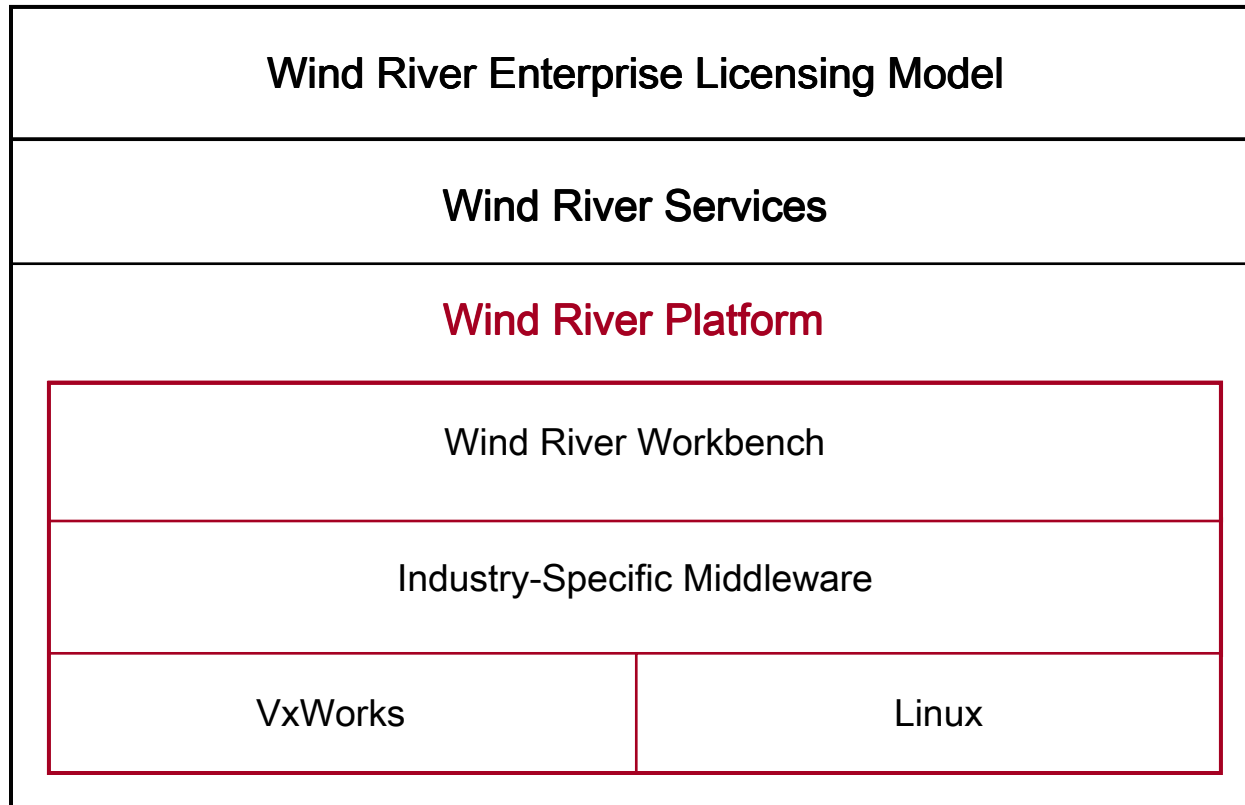 Wind River Enterprise Licensing Model
Wind River Services
Wind River Platform
Wind River Workbench
Industry-Specific Middleware
VxWorks
Linux